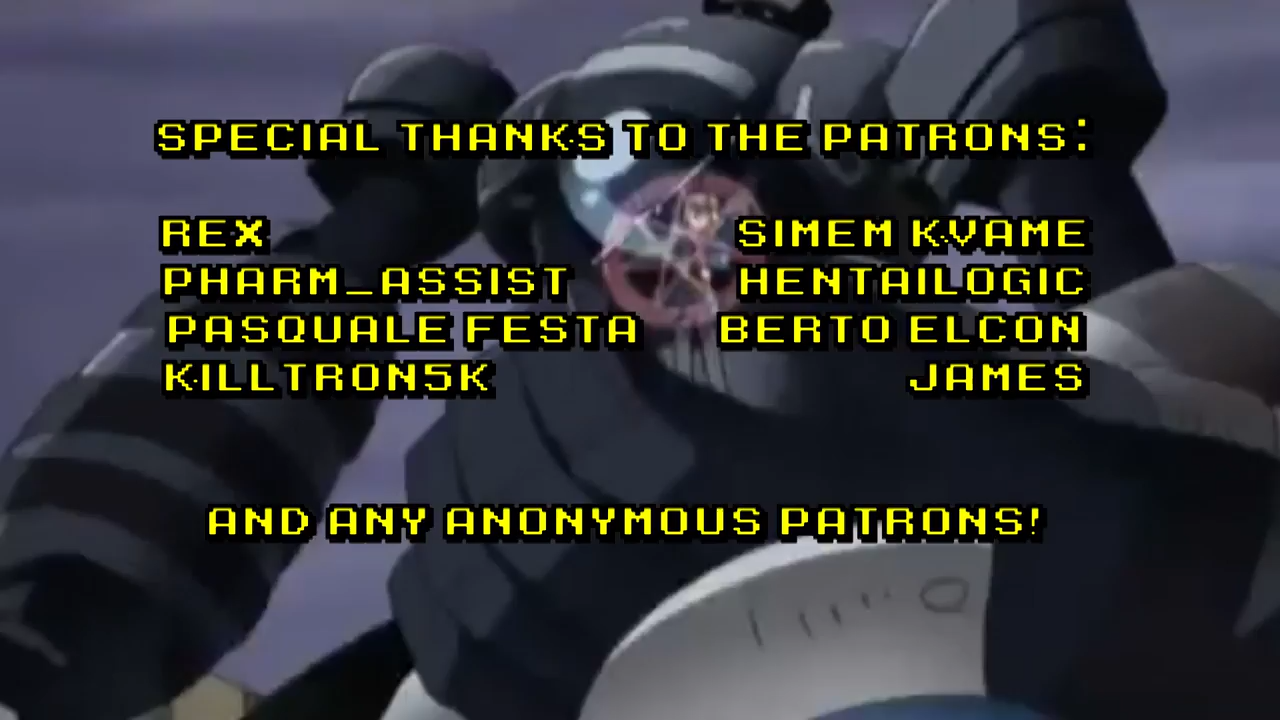 SPECIAL THANKS TO THE PATRONS:
REX SIMEM KVAME
PHARM_ASSIST HENTAILOGIC
PASQUALE FESTA BERTO ELCON
KILLTRON5K JAMES
AND ANY ANONYMOUS PATRONS!